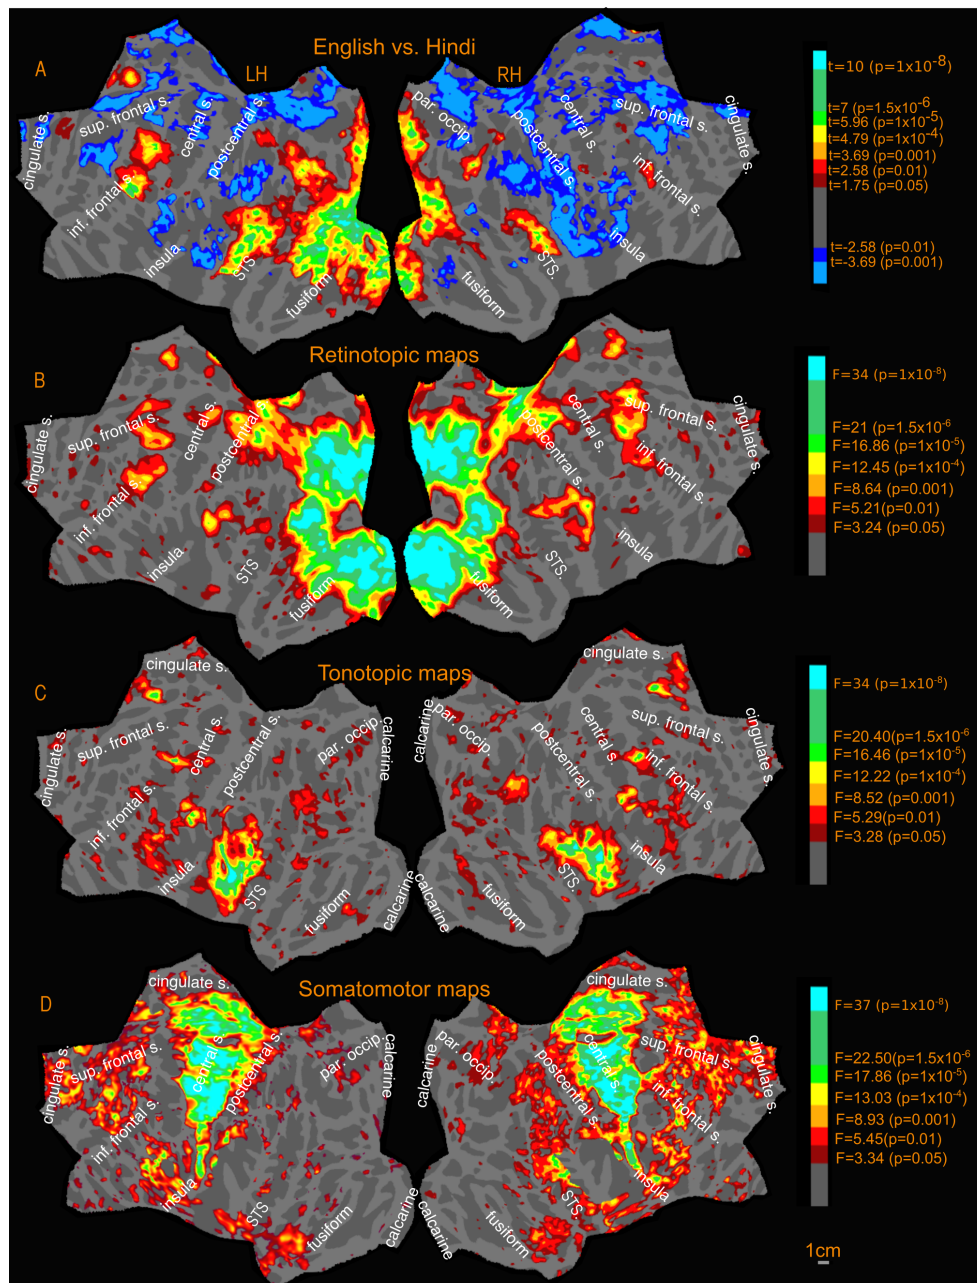 English vs. Hindi
A
LH
RH
cingulate s.
sup. frontal s.
central s.
postcentral s.
inf. frontal s.
insula
STS
fusiform
par. occip.
postcentral s.
central s.
sup. frontal s.
cingulate s.
inf. frontal s.
insula
STS.
t=10 (p=1x10-8)
t=7 (p=1.5x10-6
t=5.96 (p=1x10-5)
t=4.79 (p=1x10-4)
t=3.69 (p=0.001)
t=2.58 (p=0.01)
t=1.75 (p=0.05)
t=-2.58 (p=0.01)
t=-3.69 (p=0.001)
Retinotopic maps
B
cingulate s.
sup. frontal s.
central s.
postcentral s.
inf. frontal s.
insula
STS
fusiform
postcentral s.
central s.
sup. frontal s.
cingulate s.
inf. frontal s.
insula
STS.
fusiform
F=34 (p=1x10-8)
F=21 (p=1.5x10-6
F=16.86 (p=1x10-5)
F=12.45 (p=1x10-4)
F=8.64 (p=0.001)
F=5.21(p=0.01)
F=3.24 (p=0.05)
Tonotopic maps
C
cingulate s.
cingulate s.
sup. frontal s.
central s.
postcentral s.
par. occip.
calcarine
inf. frontal s.
insula
STS
fusiform
calcarine
cingulate s.
calcarine
par. occip.
postcentral s.
central s.
sup. frontal s.
cingulate s.
inf. frontal s.
insula
STS.
fusiform
calcarine
F=34 (p=1x10-8)
F=20.40(p=1.5x10-6
F=16.46 (p=1x10-5)
F=12.22 (p=1x10-4)
F=8.52 (p=0.001)
F=5.29(p=0.01)
F=3.28 (p=0.05)
Somatomotor maps
D
cingulate s.
cingulate s.
sup. frontal s.
central s.
postcentral s.
par. occip.
calcarine
inf. frontal s.
insula
STS
fusiform
calcarine
cingulate s.
calcarine
par. occip.
postcentral s.
central s.
sup. frontal s.
cingulate s.
inf. frontal s.
insula
STS.
fusiform
calcarine
F=37 (p=1x10-8)
F=22.50(p=1.5x10-6
F=17.86 (p=1x10-5)
F=13.03 (p=1x10-4)
F=8.93 (p=0.001)
F=5.45(p=0.01)
F=3.34 (p=0.05)
1cm